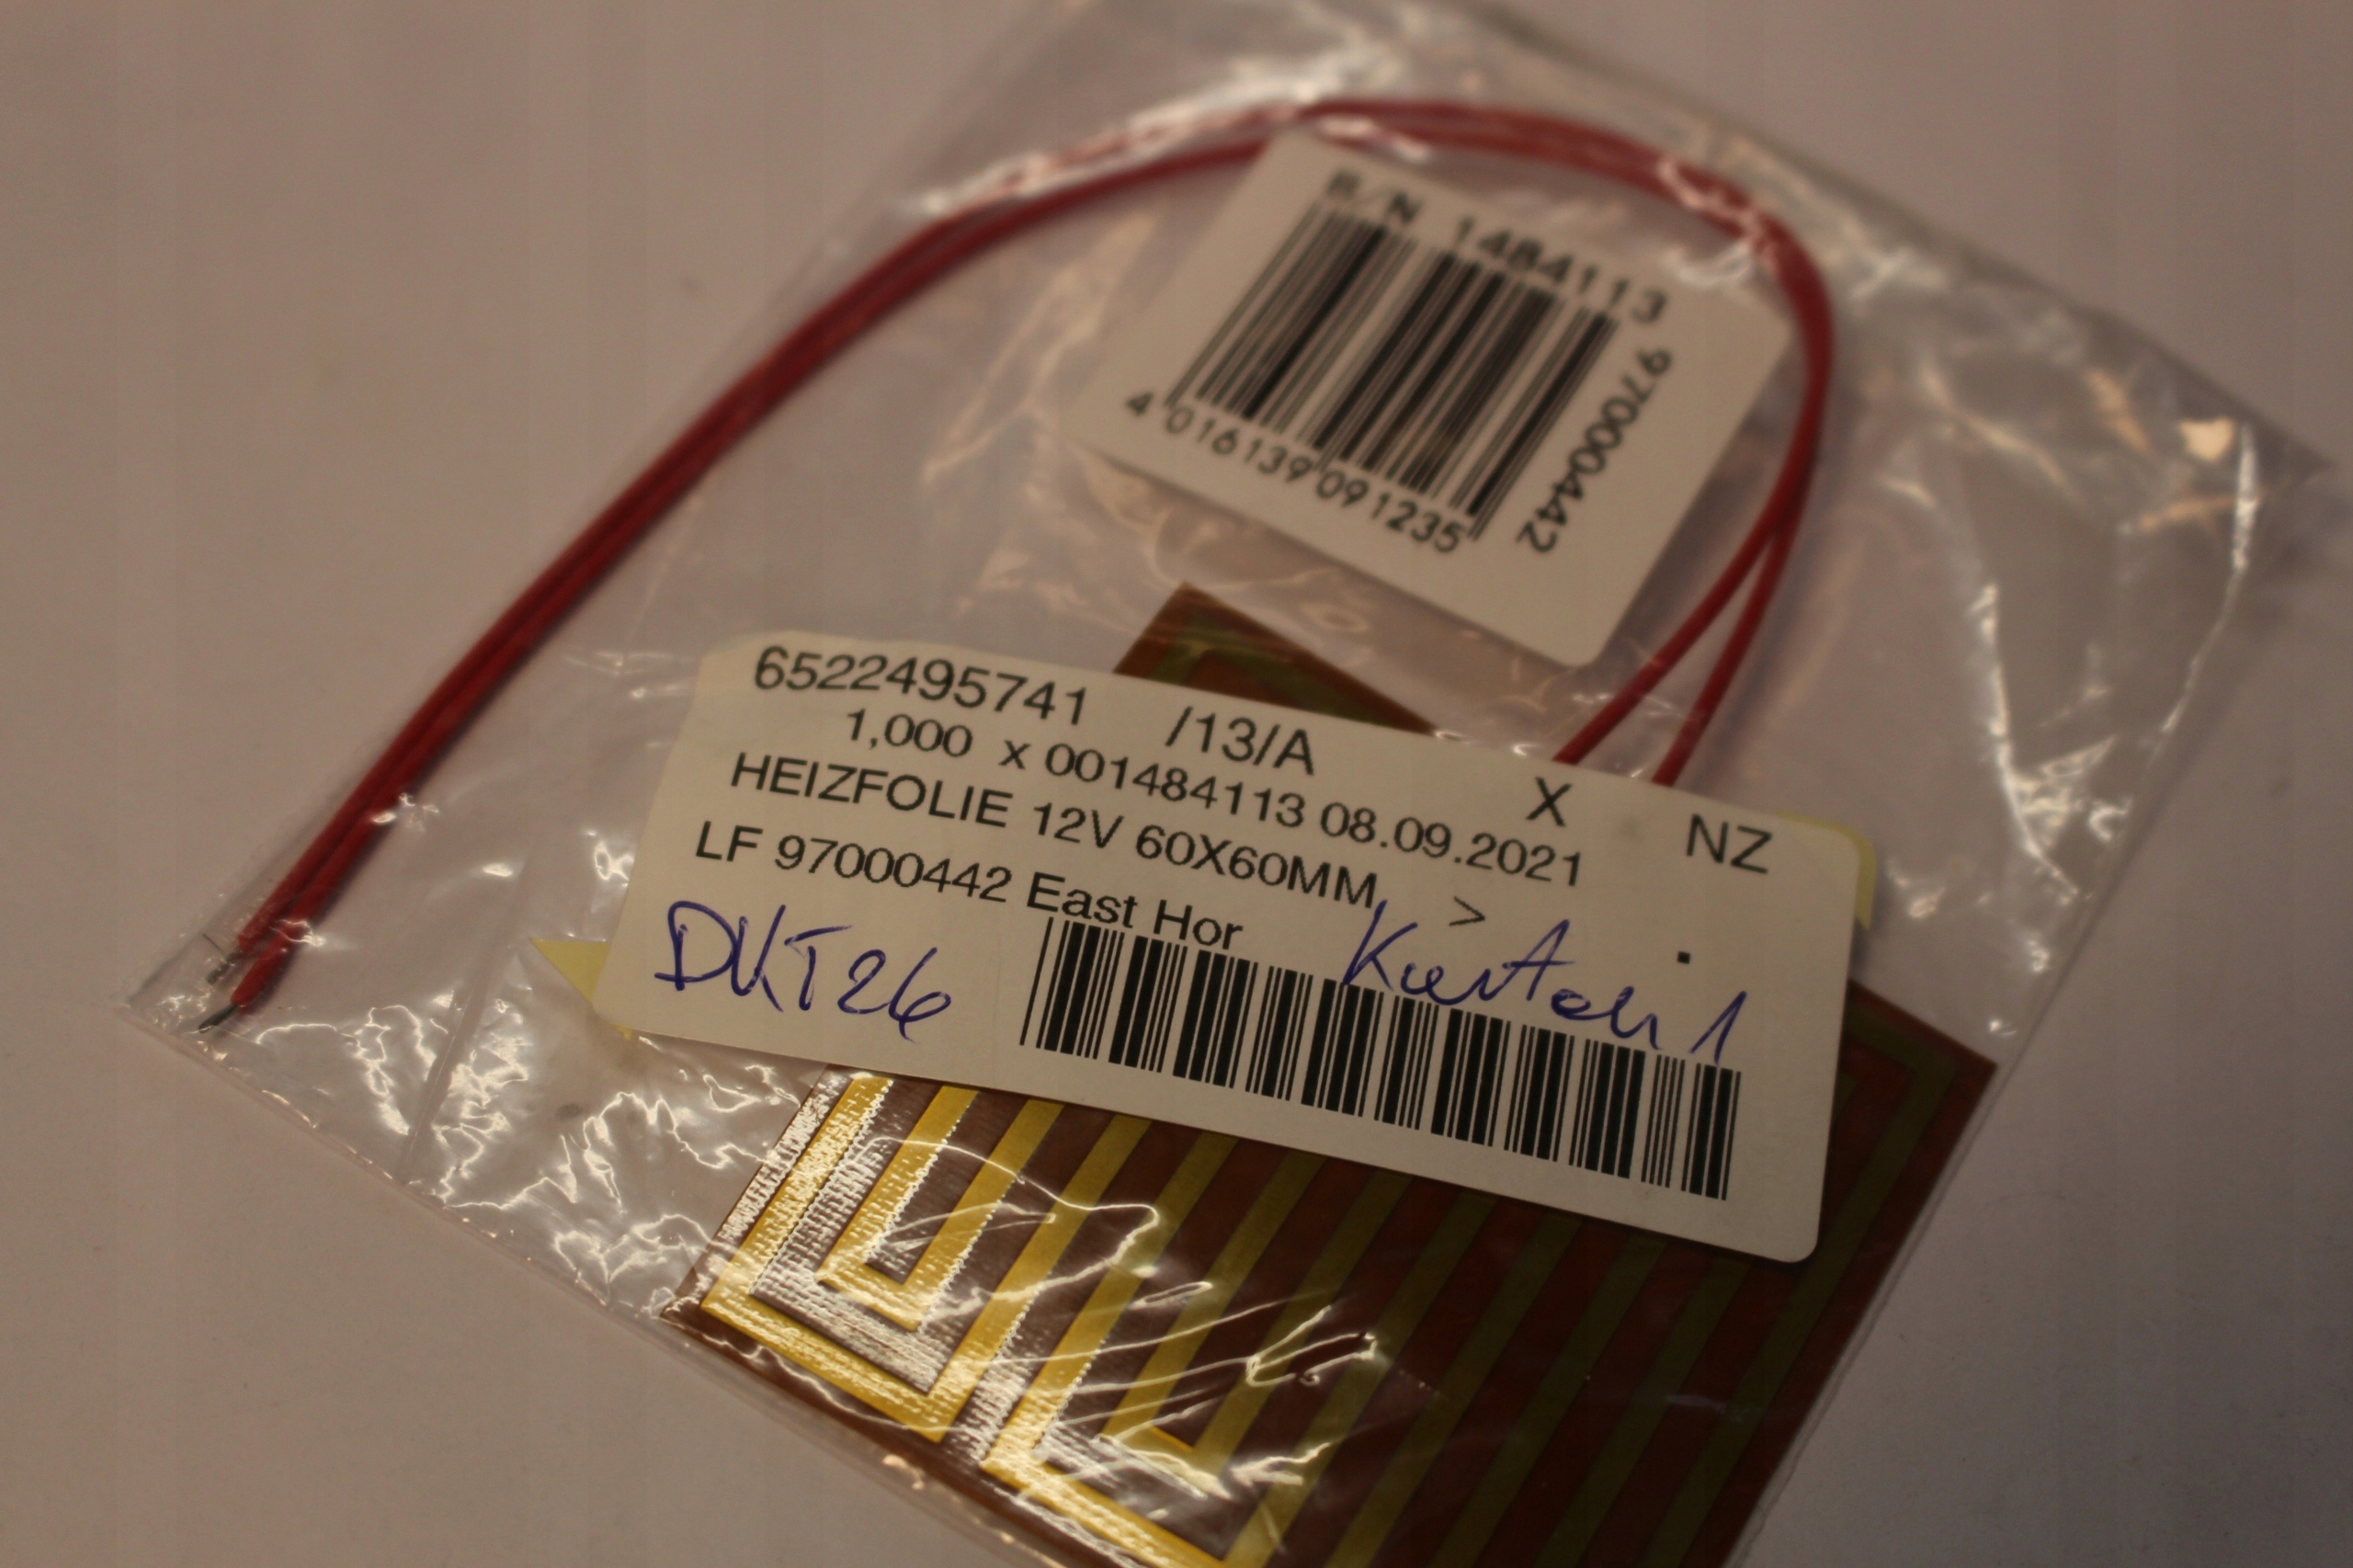 B/N 1484113
97000442
4 016139 091235
6522495741 /13/A X NZ
1,000 x 001484113 08.09.2021
HEIZFOLIE 12V 60X60MM >
LF 97000442 East Hor .
DKT26
1